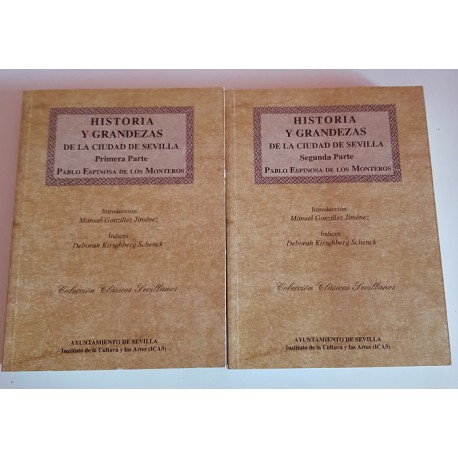 HISTORIA
Y GRANDEZAS
DE LA CIUDAD DE SEVILLA
Primera Parte
PABLO ESPINOSA DE LOS MONTEROS
Introducción
Manuel González Jiménez
Índices
Deborah Kirsghberg Schenck
Colección Clásicos Sevillanos
AYUNTAMIENTO DE SEVILLA
Instituto de la Cultura y las Artes (ICAS)
HISTORIA
Y GRANDEZAS
DE LA CIUDAD DE SEVILLA
Segunda Parte
PABLO ESPINOSA DE LOS MONTEROS
Introducción
Manuel González Jiménez
Índices
Deborah Kirsghberg Schenck
Colección Clásicos Sevillanos
AYUNTAMIENTO DE SEVILLA
Instituto de la Cultura y las Artes (ICAS)